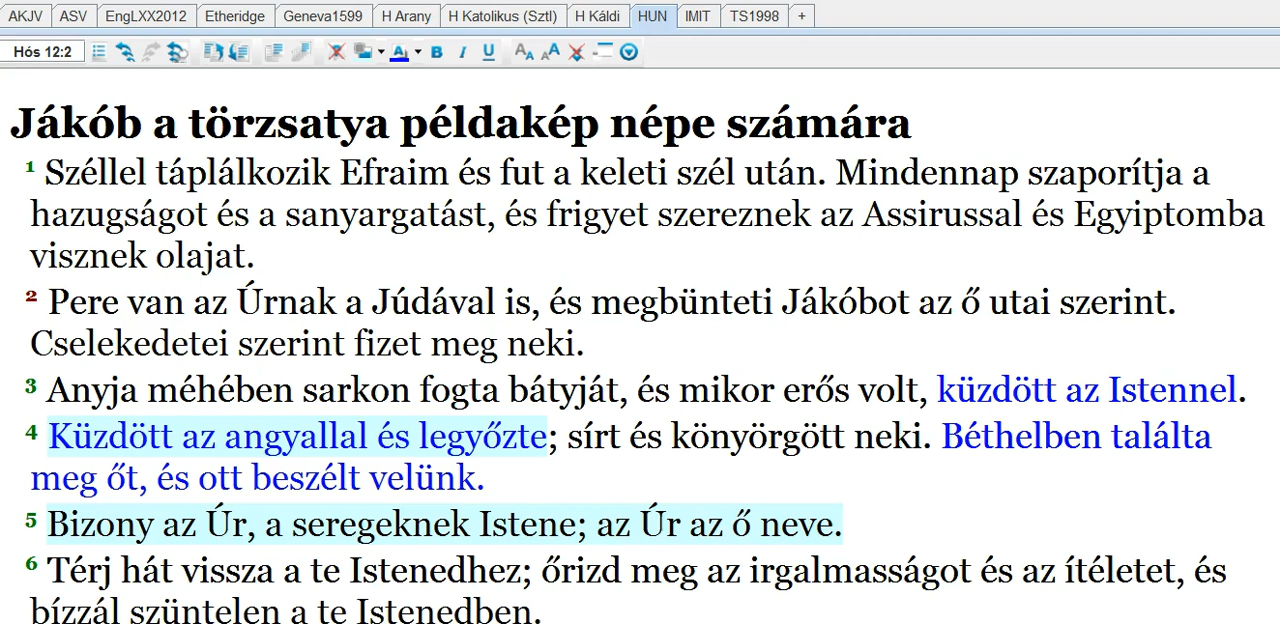 AKJV ASV EngLXX2012 Etheridge Geneva1599 H Arany H Katolikus (Sztl) H Káldi HUN IMIT TS1998 +
Hós 12:2 A B I U A A A A
Jákób a törzsatya példakép népe számára
1 Széllel táplálkozik Efraim és fut a keleti szél után. Mindennap szaporítja a
hazugságot és a sanyargatást, és frigyet szereznek az Assirussal és Egyiptomba
visznek olajat.
2 Pere van az Úrnak a Júdával is, és megbünteti Jákóbot az ő utai szerint.
Cselekedetei szerint fizet meg neki.
3 Anyja méhében sarkon fogta bátyját, és mikor erős volt, küzdött az Istennel.
4 Küzdött az angyallal és legyőzte; sírt és könyörgött neki. Béthelben találta
meg őt, és ott beszélt velünk.
5 Bizony az Úr, a seregeknek Istene; az Úr az ő neve.
6 Térj hát vissza a te Istenedhez; őrizd meg az irgalmasságot és az ítéletet, és
bízzál szüntelen a te Istenedben.